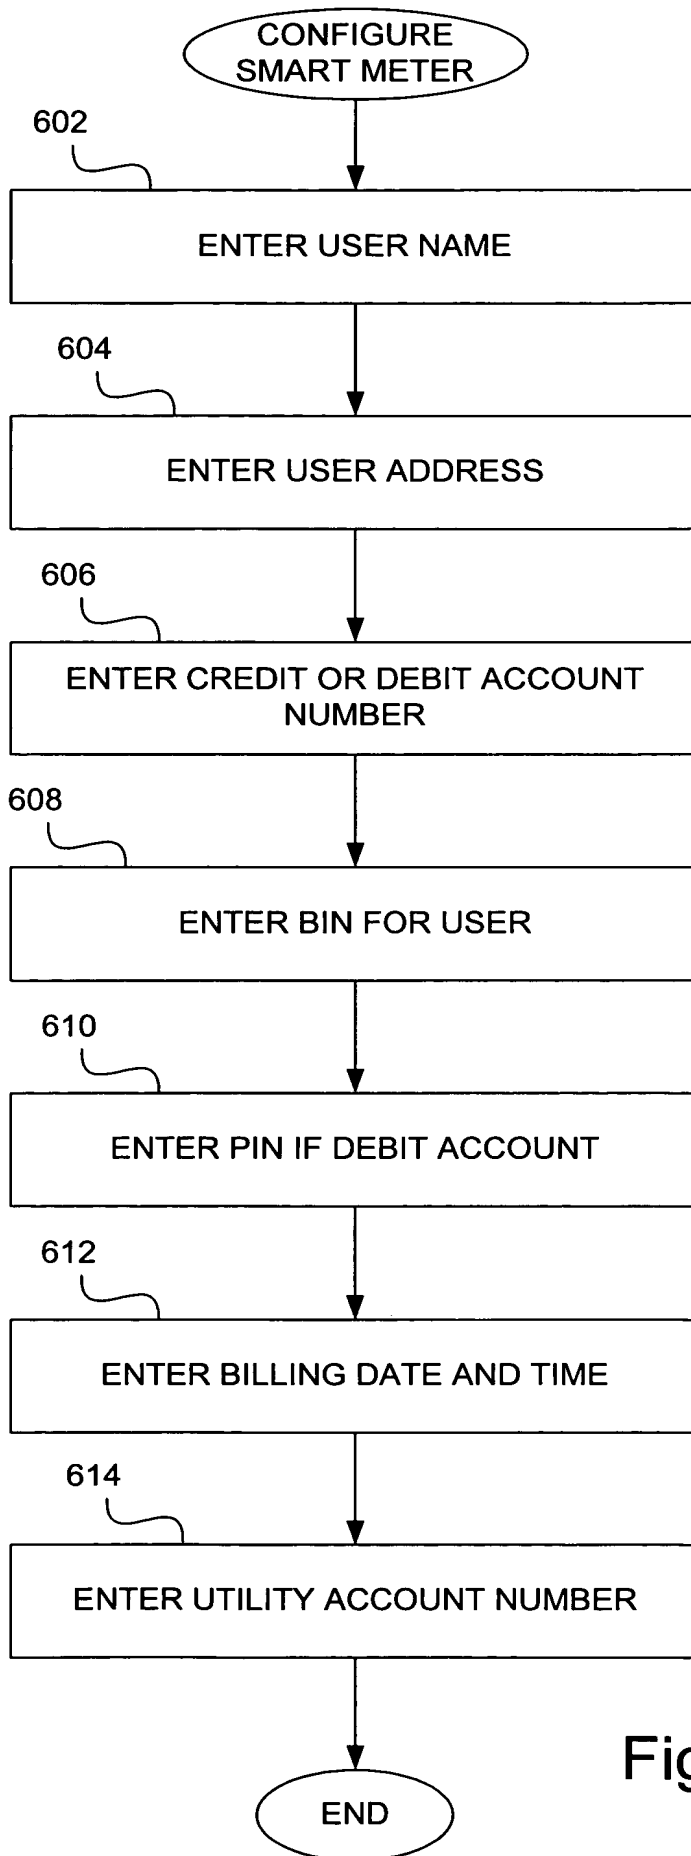 CONFIGURE
SMART METER
602
ENTER USER NAME
604
ENTER USER ADDRESS
606
ENTER CREDIT OR DEBIT ACCOUNT
NUMBER
608
ENTER BIN FOR USER
610
ENTER PIN IF DEBIT ACCOUNT
612
ENTER BILLING DATE AND TIME
614
ENTER UTILITY ACCOUNT NUMBER
Fig
END